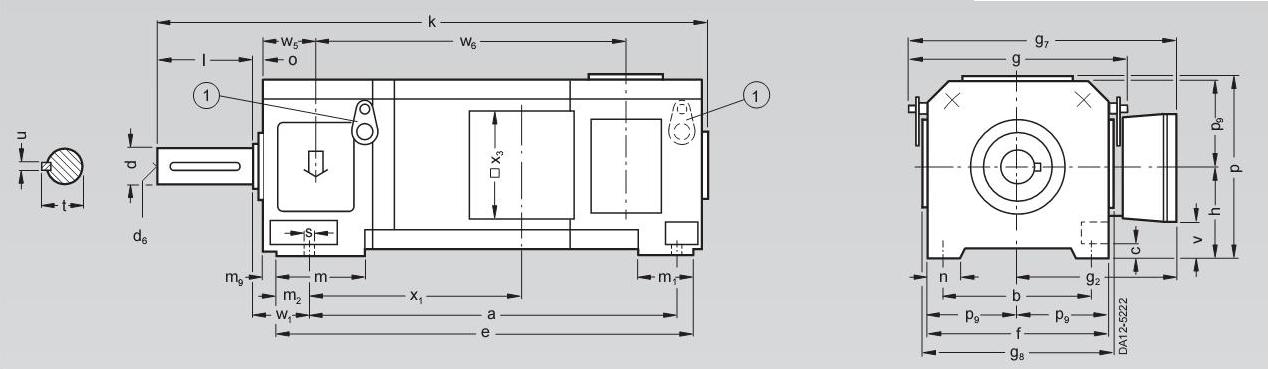 k
w5 w6
l o
1 1
u d x3
t
d6
s
m9 m m1
m2 x1
w1 a
e
g7
g
p9 p
h
v
c
n g2
b
p9 p9
f
g8
DA12-5222